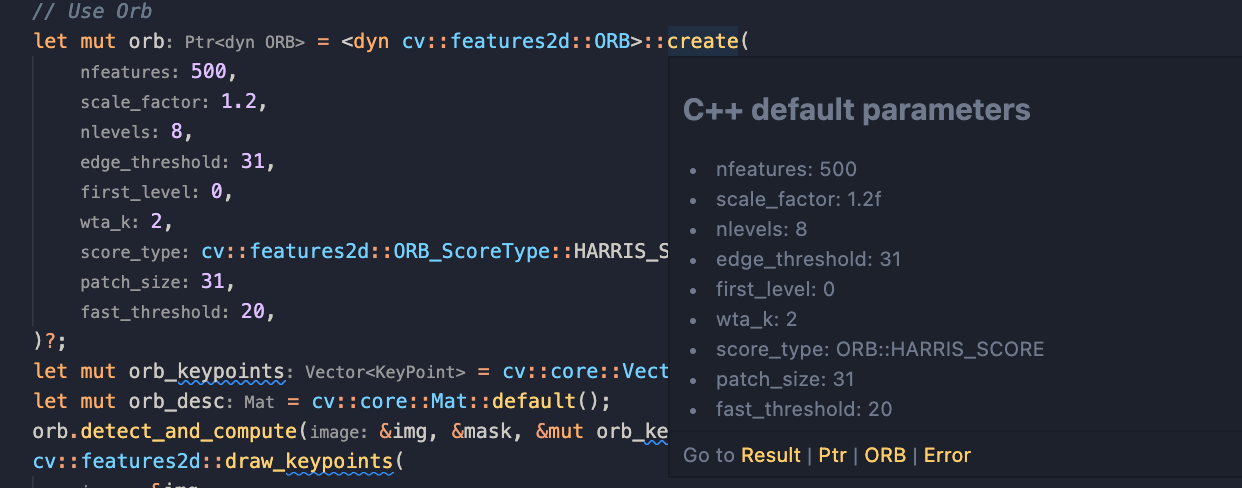 // Use Orb
let mut orb: Ptr<dyn ORB> = <dyn cv::features2d::ORB>::create(
nfeatures: 500,
scale_factor: 1.2,
nlevels: 8,
edge_threshold: 31,
first_level: 0,
wta_k: 2,
score_type: cv::features2d::ORB_ScoreType::HARRIS_S
patch_size: 31,
fast_threshold: 20,
)?;
let mut orb_keypoints: Vector<KeyPoint> = cv::core::Vect
let mut orb_desc: Mat = cv::core::Mat::default();
orb.detect_and_compute(image: &img, &mask, &mut orb_ke
cv::features2d::draw_keypoints(
C++ default parameters
• nfeatures: 500
• scale_factor: 1.2f
• nlevels: 8
• edge_threshold: 31
• first_level: 0
• wta_k: 2
• score_type: ORB::HARRIS_SCORE
• patch_size: 31
• fast_threshold: 20
Go to Result | Ptr | ORB | Error